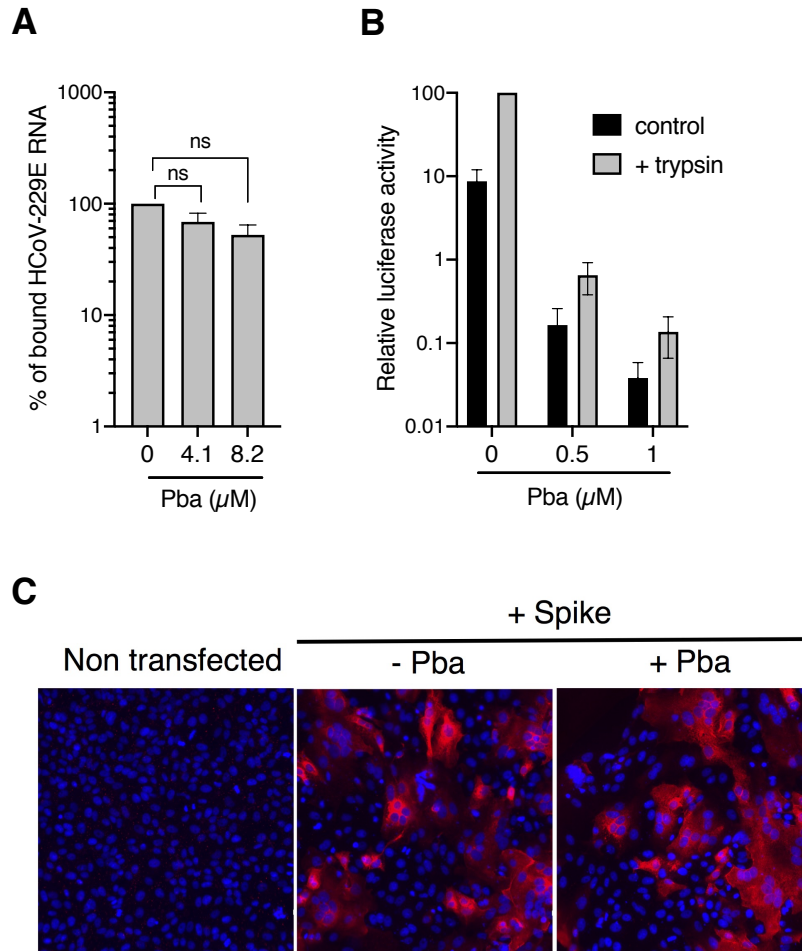 A
% of bound HCoV-229E RNA
1000
100
10
1
ns
ns
0 4.1 8.2
Pba (µM)
B
Relative luciferase activity
100
10
1
0.1
0.01
control
+ trypsin
0 0.5 1
Pba (µM)
C
+ Spike
Non transfected - Pba + Pba